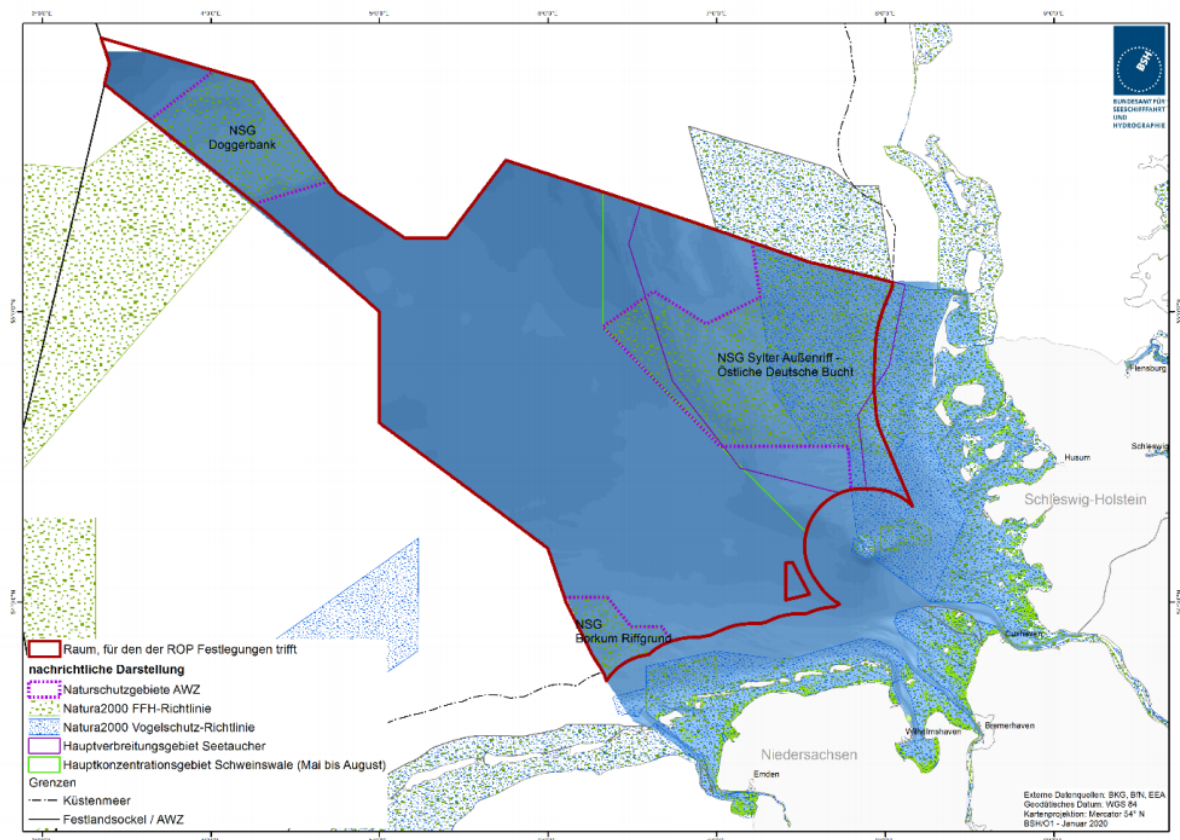 BSH
BUNDESAMT FÜR
SEESCHIFFFAHRT
UND
HYDROGRAPHIE
NSG
Doggerbank
NSG Sylter Außenriff -
Östliche Deutsche Bucht
Flensburg
Schleswig
Husum
Schleswig-Holstein
NSG
Borkum Riffgrund
Cuxhaven
Bremerhaven
Wilhelmshaven
Niedersachsen
Emden
Raum, für den der ROP Festlegungen trifft
nachrichtliche Darstellung
Naturschutzgebiete AWZ
Natura2000 FFH-Richtlinie
Natura2000 Vogelschutz-Richtlinie
Hauptverbreitungsgebiet Seetaucher
Hauptkonzentrationsgebiet Schweinswale (Mai bis August)
Grenzen
Küstenmeer
Festlandsockel / AWZ
Externe Datenquellen: BKG, BfN, EEA
Geodätisches Datum: WGS 84
Kartenprojektion: Mercator 54° N
BSH/O1 - Januar 2020